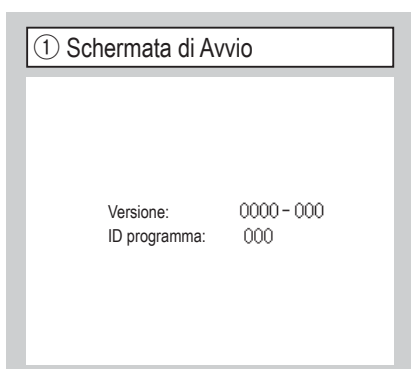 ① Schermata di Avvio
Versione: 0000-000
ID programma: 000